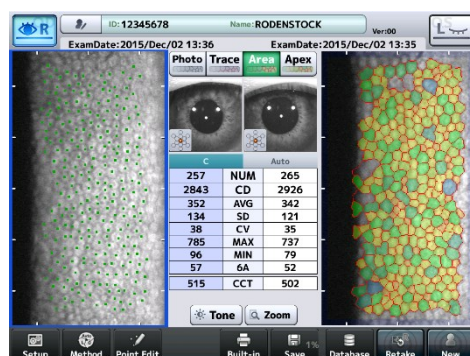 R
ID: 12345678
Name: RODENSTOCK
Ver:00
L
ExamDate:2015/Dec/02 13:36
ExamDate:2015/Dec/02 13:35
Photo
Trace
Area
Apex
C
Auto
257 NUM 265
2843 CD 2926
352 AVG 342
134 SD 121
38 CV 35
785 MAX 737
96 MIN 79
57 6A 52
515 CCT 502
Tone
Zoom
1%
Setup
Method
Point Edit
Built-in
Save
Database
Retake
New